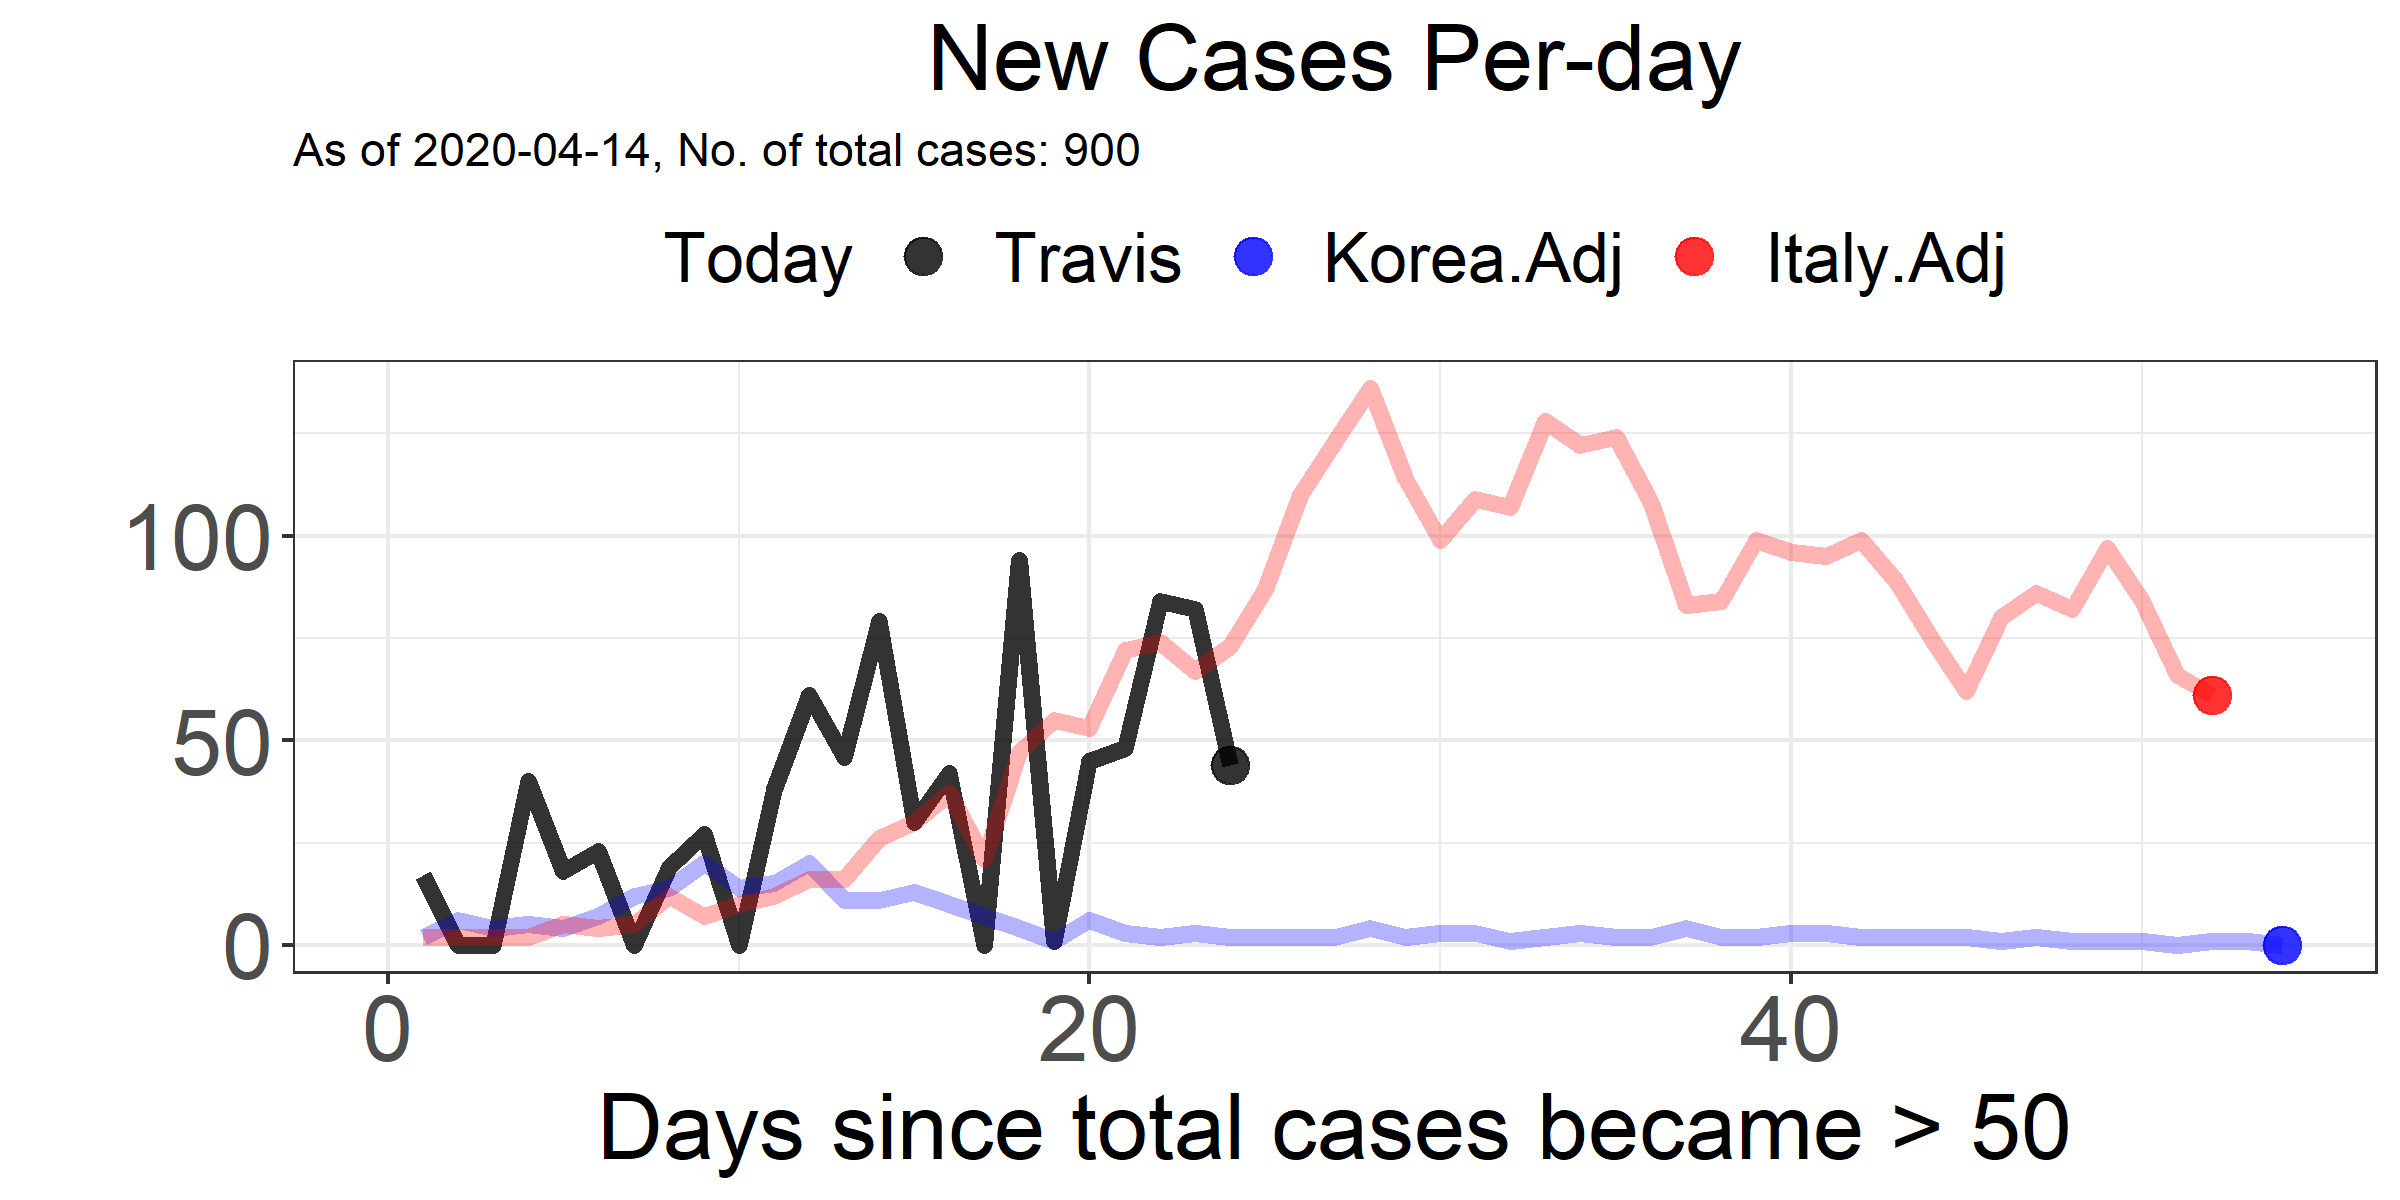 New Cases Per-day
As of 2020-04-14, No. of total cases: 900
Today Travis Korea.Adj Italy.Adj
100
50
0
0 20 40
Days since total cases became > 50